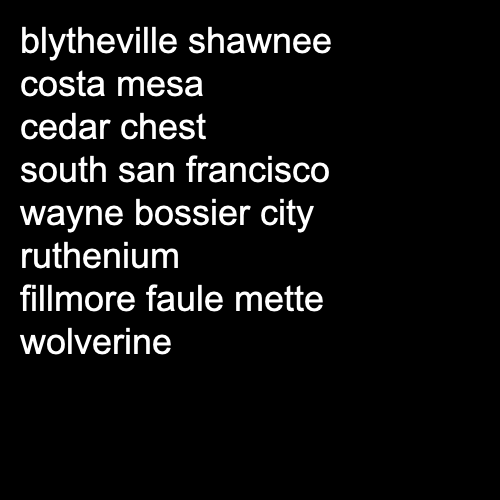 blytheville shawnee
costa mesa
cedar chest
south san francisco
wayne bossier city
ruthenium
fillmore faule mette
wolverine